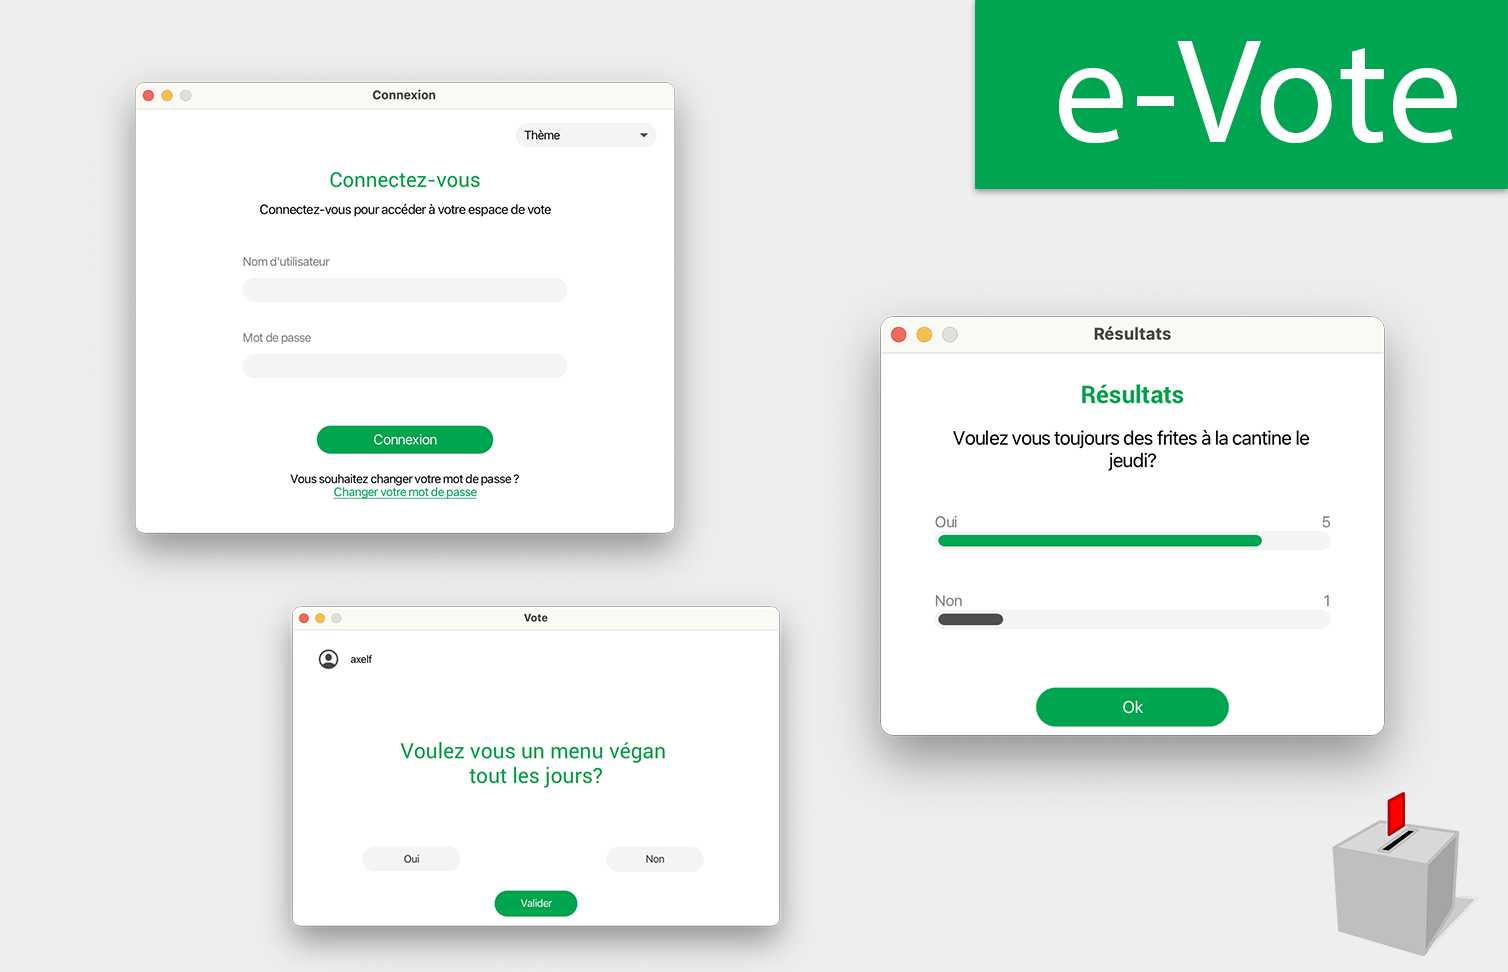 e-Vote
Connexion
Thème
Connectez-vous
Connectez-vous pour accéder à votre espace de vote
Nom d'utilisateur
Mot de passe
Connexion
Vous souhaitez changer votre mot de passe ?
Changer votre mot de passe
Résultats
Résultats
Voulez vous toujours des frites à la cantine le
jeudi?
Oui 5
Non 1
Ok
Vote
axelf
Voulez vous un menu végan
tout les jours?
Oui Non
Valider